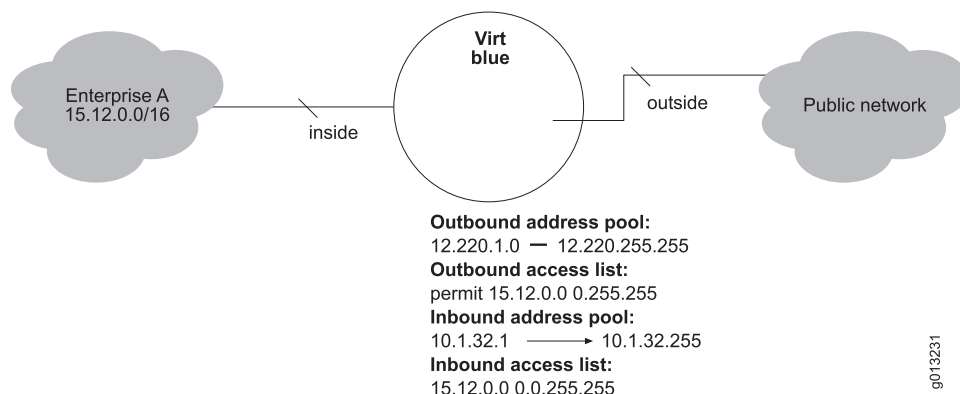 Virt
blue
Enterprise A
15.12.0.0/16
inside
outside
Public network
Outbound address pool:
12.220.1.0 — 12.220.255.255
Outbound access list:
permit 15.12.0.0 0.255.255
Inbound address pool:
10.1.32.1 → 10.1.32.255
Inbound access list:
15.12.0.0 0.0.255.255
g013231